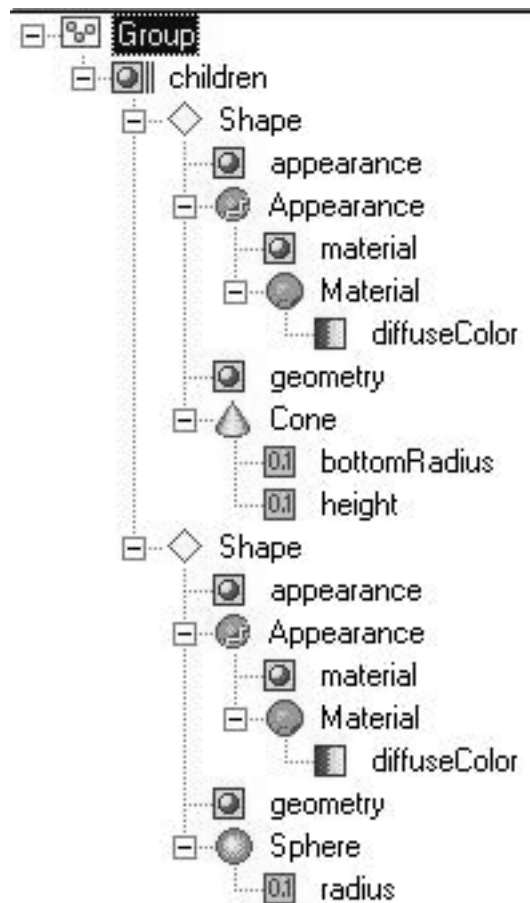 Group
children
Shape
appearance
Appearance
material
Material
diffuseColor
geometry
Cone
0.1 bottomRadius
0.1 height
Shape
appearance
Appearance
material
Material
diffuseColor
geometry
Sphere
0.1 radius